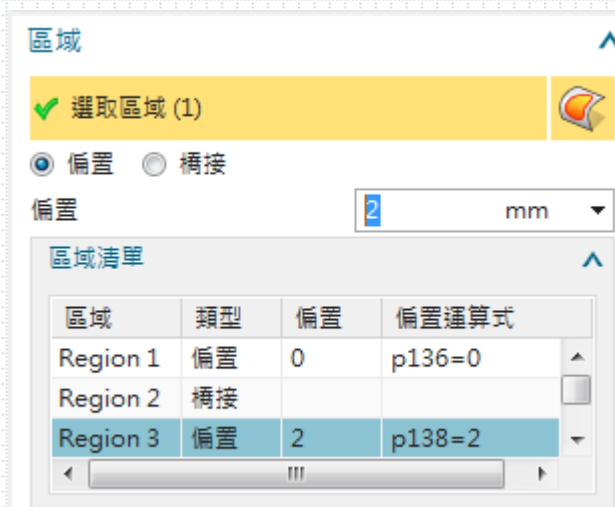 區域
選取區域 (1)
偏置 橋接
偏置 2 mm
區域清單
區域 類型 偏置 偏置運算式
Region 1 偏置 0 p136=0
Region 2 橋接
Region 3 偏置 2 p138=2